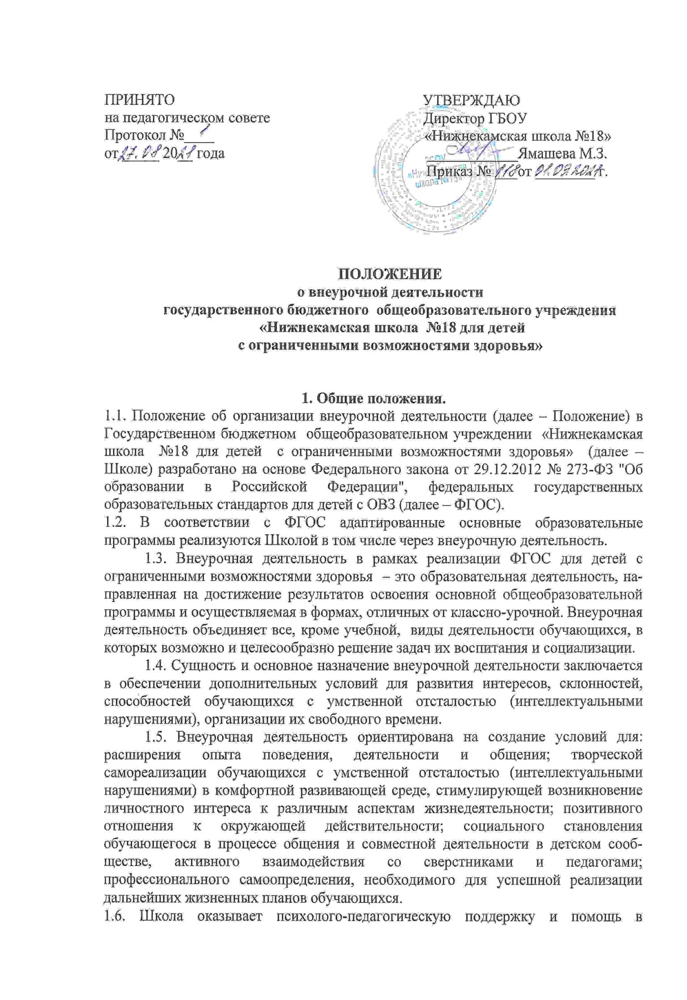 ПРИНЯТО
на педагогическом совете
Протокол № 1
от 27.08 2021 года
УТВЕРЖДАЮ
Директор ГБОУ
«Нижнекамская школа №18»
Ямашева М.З.
Приказ № 118 от 01.09.2021г.
ПОЛОЖЕНИЕ
о внеурочной деятельности
государственного бюджетного общеобразовательного учреждения
«Нижнекамская школа №18 для детей
с ограниченными возможностями здоровья»
1. Общие положения.
1.1. Положение об организации внеурочной деятельности (далее – Положение) в
Государственном бюджетном общеобразовательном учреждении «Нижнекамская
школа №18 для детей с ограниченными возможностями здоровья» (далее –
Школе) разработано на основе Федерального закона от 29.12.2012 № 273-ФЗ "Об
образовании в Российской Федерации", федеральных государственных
образовательных стандартов для детей с ОВЗ (далее – ФГОС).
1.2. В соответствии с ФГОС адаптированные основные образовательные
программы реализуются Школой в том числе через внеурочную деятельность.
1.3. Внеурочная деятельность в рамках реализации ФГОС для детей с
ограниченными возможностями здоровья – это образовательная деятельность, на-
правленная на достижение результатов освоения основной общеобразовательной
программы и осуществляемая в формах, отличных от классно-урочной. Внеурочная
деятельность объединяет все, кроме учебной, виды деятельности обучающихся, в
которых возможно и целесообразно решение задач их воспитания и социализации.
1.4. Сущность и основное назначение внеурочной деятельности заключается
в обеспечении дополнительных условий для развития интересов, склонностей,
способностей обучающихся с умственной отсталостью (интеллектуальными
нарушениями), организации их свободного времени.
1.5. Внеурочная деятельность ориентирована на создание условий для:
расширения опыта поведения, деятельности и общения; творческой
самореализации обучающихся с умственной отсталостью (интеллектуальными
нарушениями) в комфортной развивающей среде, стимулирующей возникновение
личностного интереса к различным аспектам жизнедеятельности; позитивного
отношения к окружающей действительности; социального становления
обучающегося в процессе общения и совместной деятельности в детском сооб-
ществе, активного взаимодействия со сверстниками и педагогами;
профессионального самоопределения, необходимого для успешной реализации
дальнейших жизненных планов обучающихся.
1.6. Школа оказывает психолого-педагогическую поддержку и помощь в